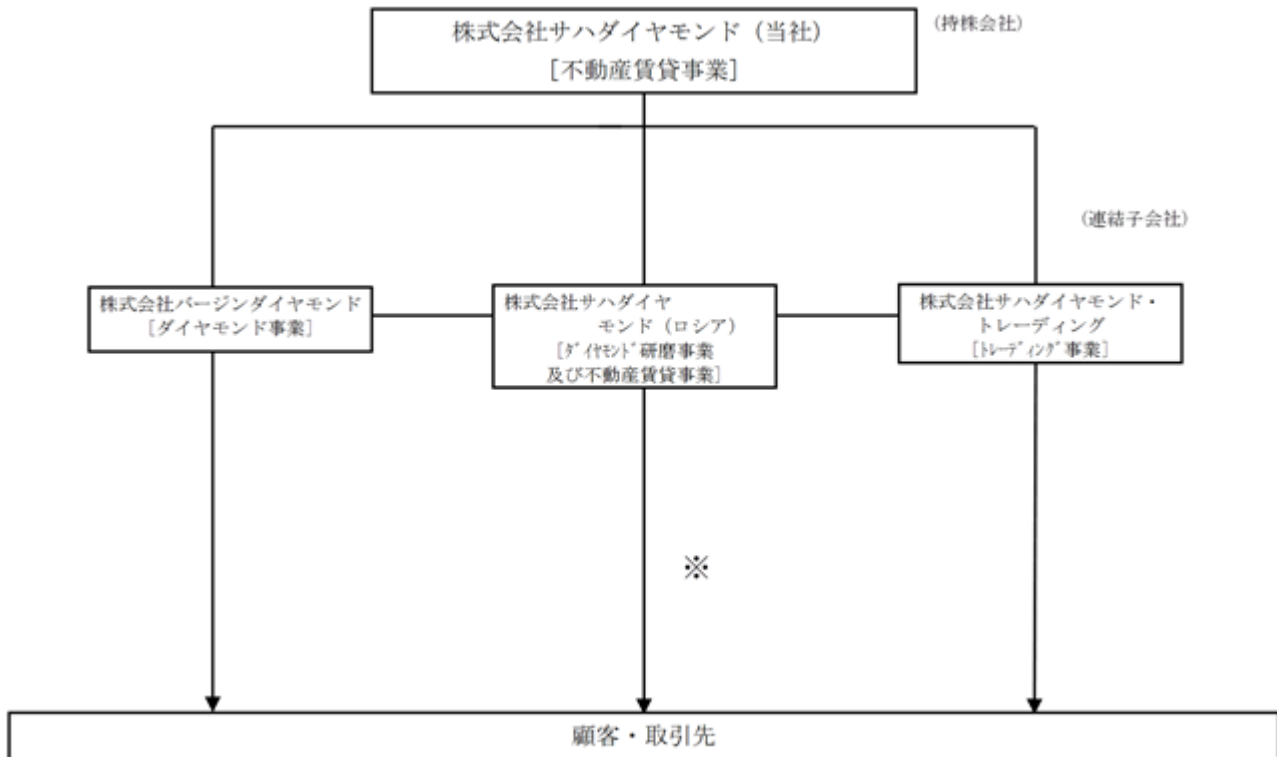 株式会社サハダイヤモンド（当社）
［不動産賃貸事業］
（持株会社）
（連結子会社）
株式会社バージンダイヤモンド
［ダイヤモンド事業］
株式会社サハダイヤ
モンド（ロシア）
［ﾀﾞｲﾔﾓﾝﾄﾞ研磨事業
及び不動産賃貸事業］
株式会社サハダイヤモンド・
トレーディング
［ﾄﾚｰﾃﾞｨﾝｸﾞ事業］
※
顧客・取引先